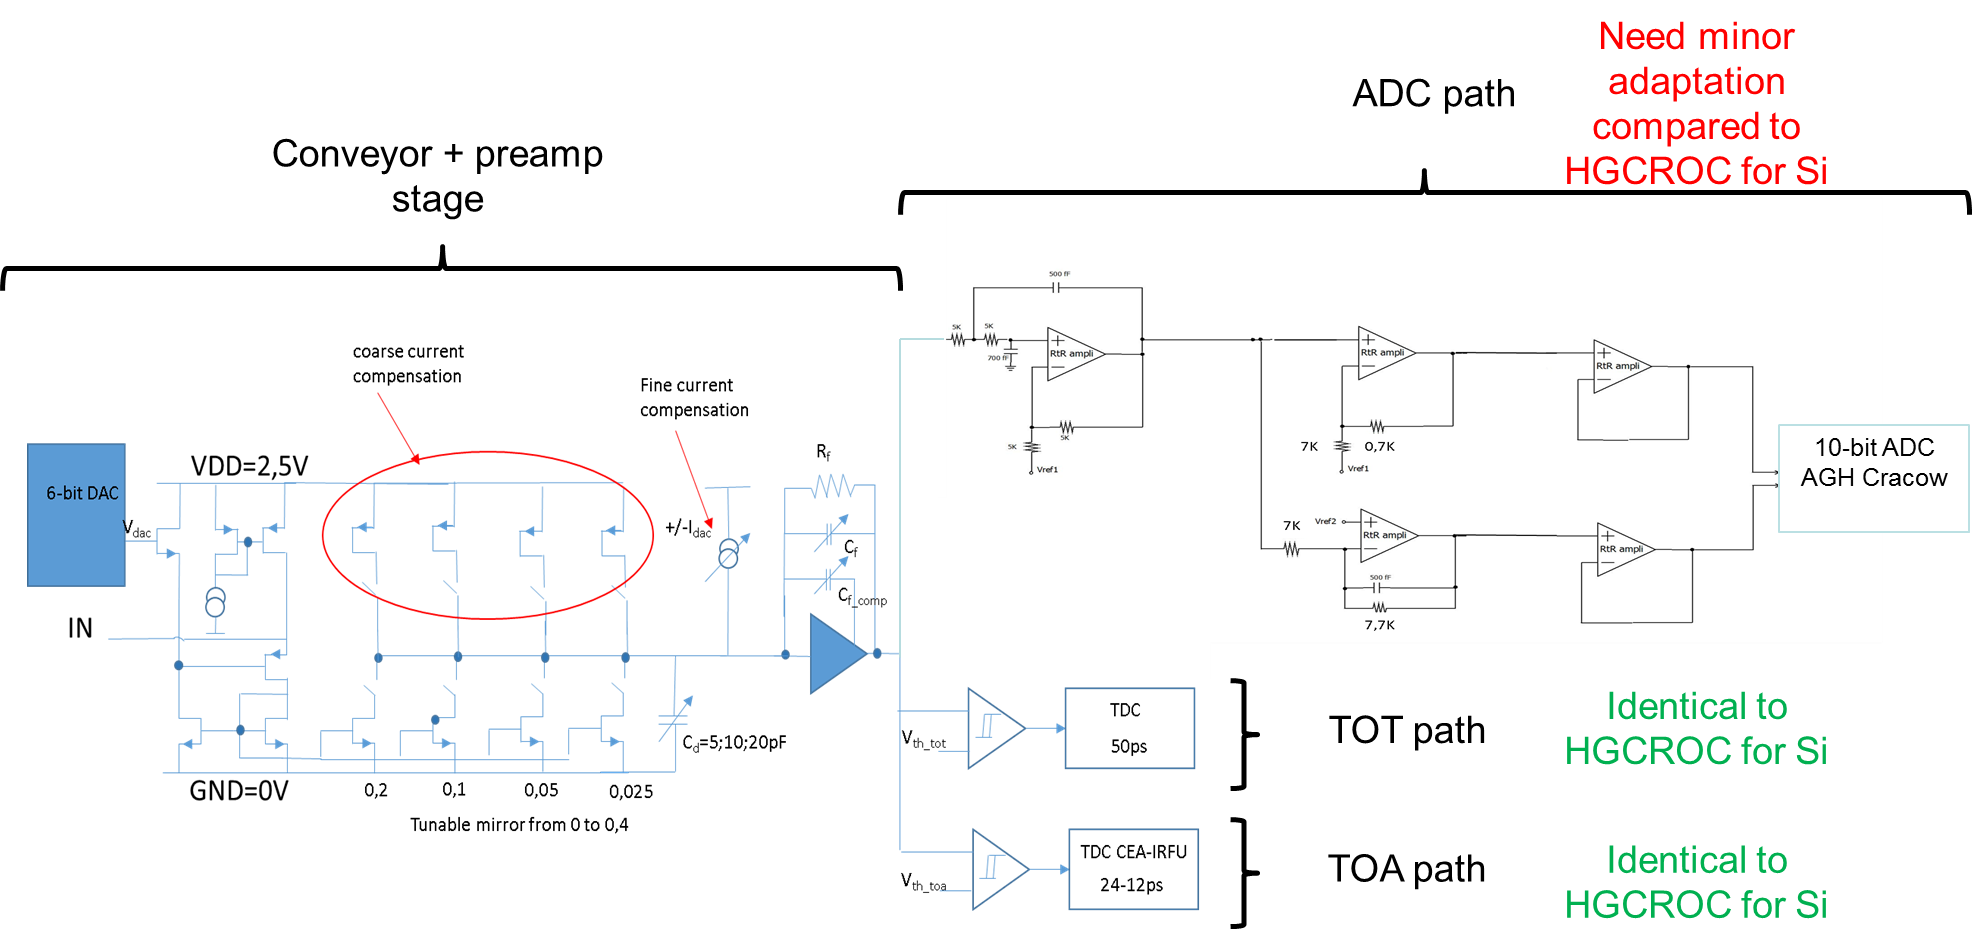 Need minor
adaptation
compared to
HGCROC for Si
ADC path
Conveyor + preamp
stage
500 fF
5K
5K
700 fF
+
RtR ampli
−
5K
5K
Vref1
+
RtR ampli
−
7K
0,7K
Vref1
+
RtR ampli
−
10-bit ADC
AGH Cracow
7K
Vref2
+
RtR ampli
−
500 fF
7,7K
+
RtR ampli
−
coarse current
compensation
Fine current
compensation
6-bit DAC
Vdac
VDD=2,5V
+/-Idac
Rf
Cf
Cf_comp
IN
Cd=5;10;20pF
GND=0V
0,2
0,1
0,05
0,025
Tunable mirror from 0 to 0,4
Vth_tot
TDC
50ps
TOT path
Identical to
HGCROC for Si
Vth_toa
TDC CEA-IRFU
24-12ps
TOA path
Identical to
HGCROC for Si